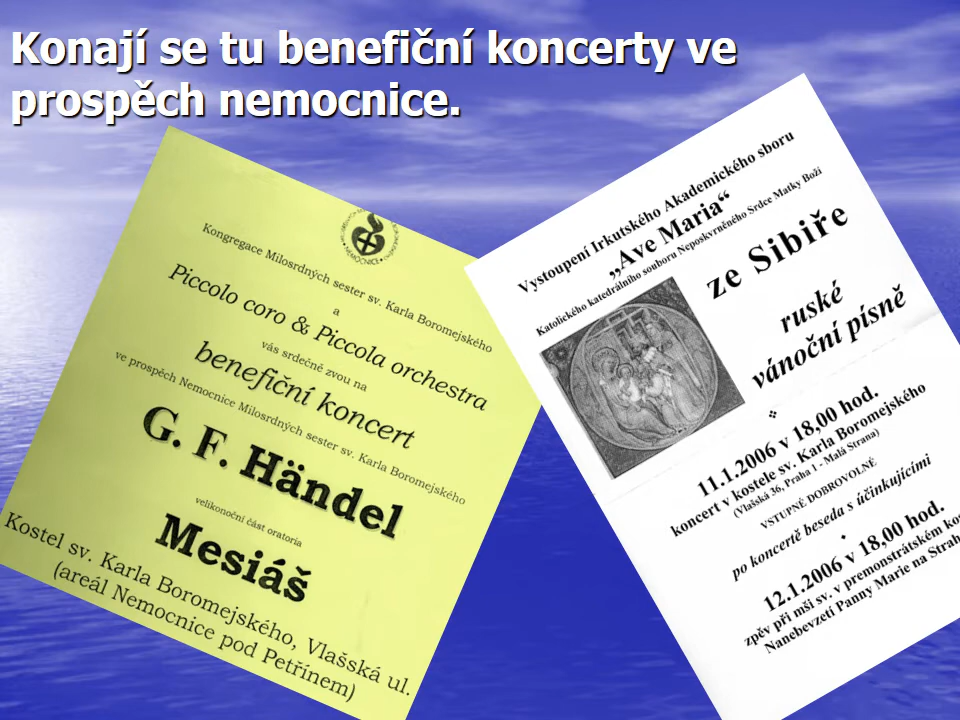 Konají se tu benefiční koncerty ve
prospěch nemocnice.
Kongregace Milosrdných sester sv. Karla Boromejského
a
Piccolo coro & Piccola orchestra
vás srdečně zvou na
benefiční koncert
ve prospěch Nemocnice Milosrdných sester sv. Karla Boromejského
G. F. Händel
velikonoční část oratoria
Mesiáš
Kostel sv. Karla Boromejského, Vlašská ul.
(areál Nemocnice pod Petřínem)
Vystoupení Irkutského Akademického sboru
„Ave Maria“
Katolického katedrálního souboru Neposkvrněného Srdce Matky Boží
ze Sibiře
ruské
vánoční písně
11.1.2006 v 18,00 hod.
koncert v kostele sv. Karla Boromejského
(Vlašská 36, Praha 1 - Malá Strana)
VSTUPNÉ DOBROVOLNÉ
po koncertě beseda s účinkujícími
12.1.2006 v 18,00 hod.
zpěv při mši sv. v premonstrátském
Nanebevzetí Panny Marie na